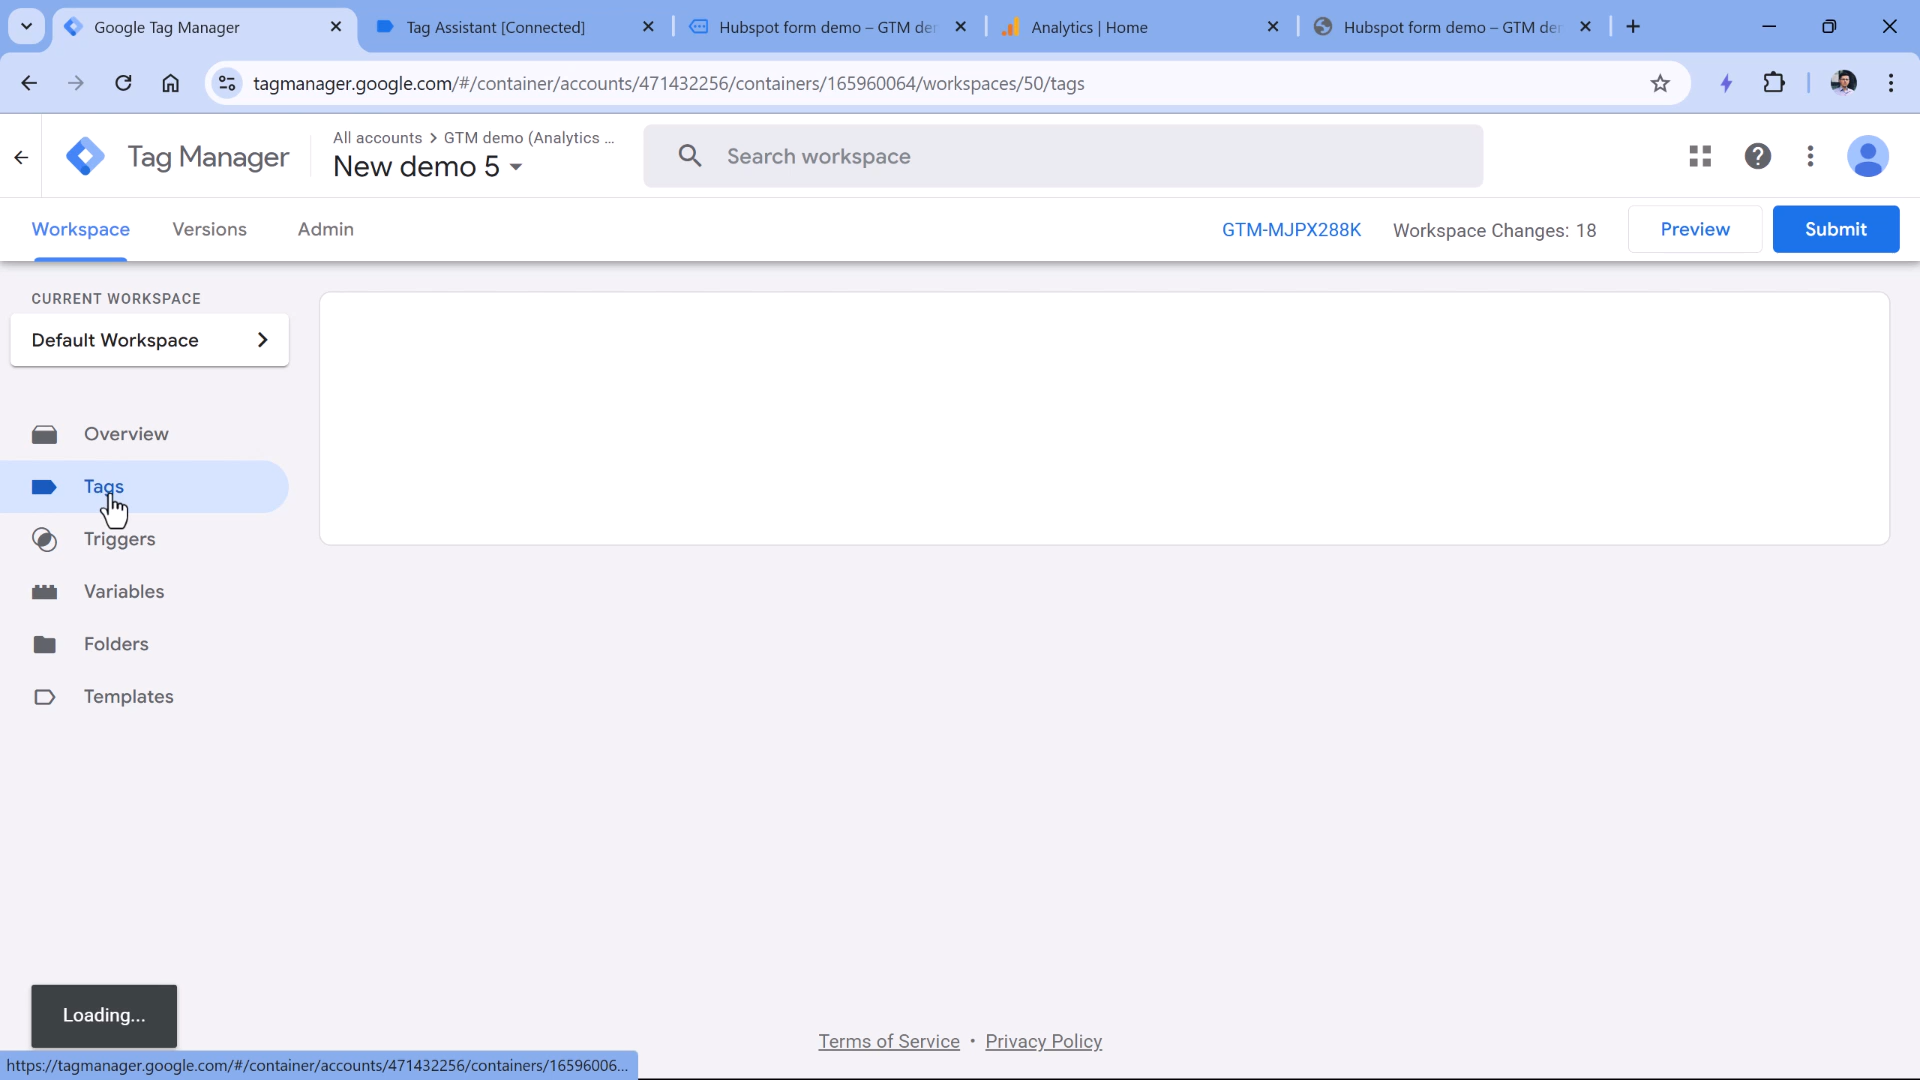 Google Tag Manager
Tag Assistant [Connected]
Hubspot form demo – GTM de
Analytics | Home
Hubspot form demo – GTM de
tagmanager.google.com/#/container/accounts/471432256/containers/165960064/workspaces/50/tags
Tag Manager
All accounts > GTM demo (Analytics ...
New demo 5
Search workspace
Workspace
Versions
Admin
GTM-MJPX288K
Workspace Changes: 18
Preview
Submit
CURRENT WORKSPACE
Default Workspace
Overview
Tags
Triggers
Variables
Folders
Templates
Loading...
Terms of Service • Privacy Policy
https://tagmanager.google.com/#/container/accounts/471432256/containers/16596006...